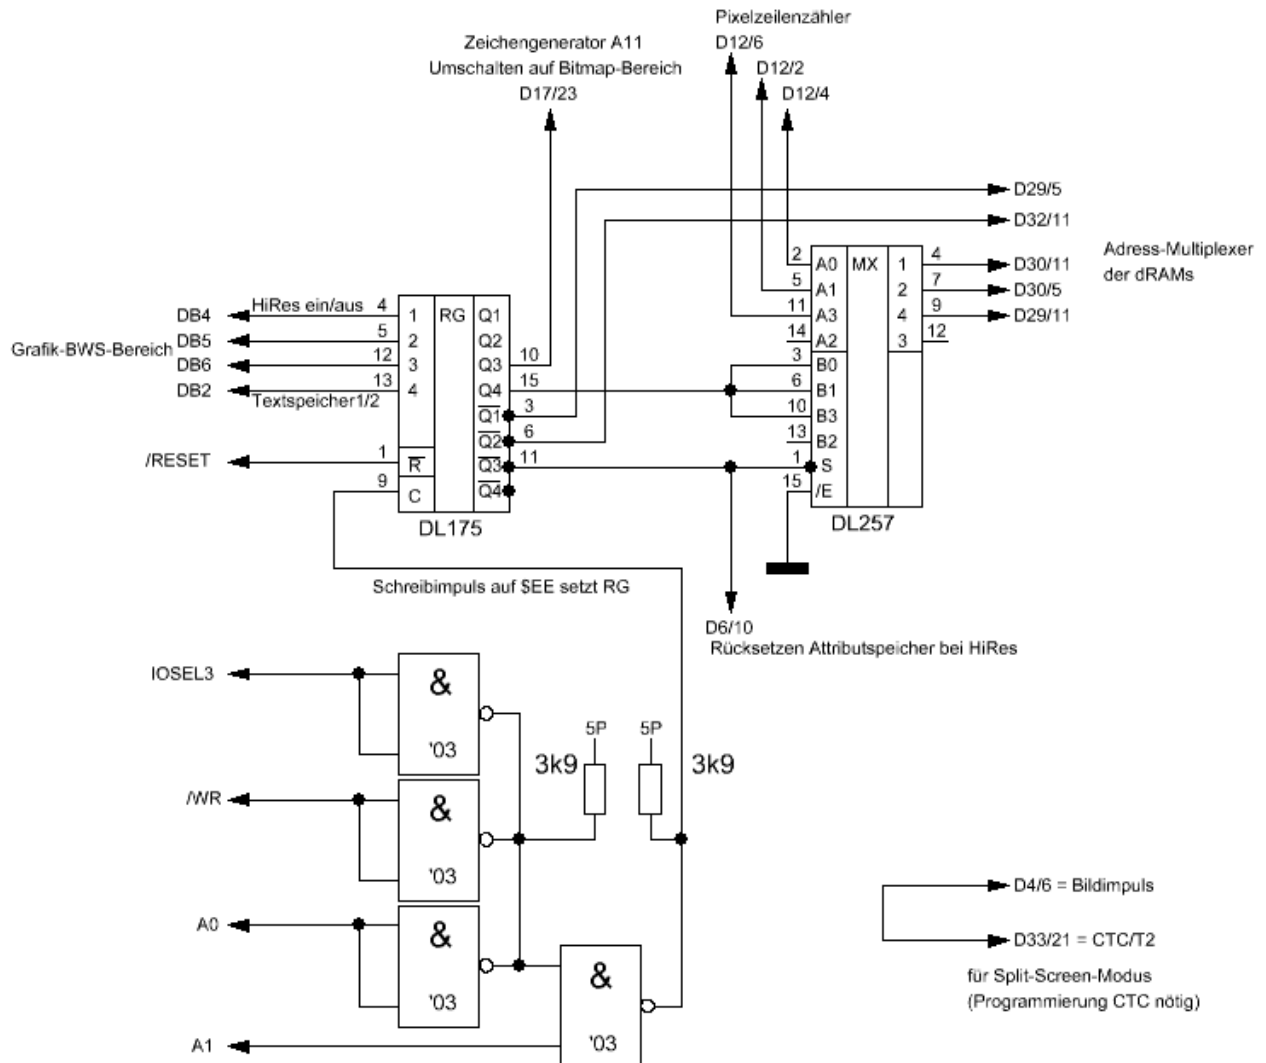 Pixelzeilenzähler
Zeichengenerator A11
D12/6
Umschalten auf Bitmap-Bereich
D12/2
D17/23
D12/4
D29/5
D32/11
Adress-Multiplexer
der dRAMs
2 A0 MX 1 4 D30/11
5 A1 2 7 D30/5
11 A3 4 9 D29/11
14 A2 3 12
3 B0
6 B1
10 B3
13 B2
1 S
15 /E
DL257
Grafik-BWS-Bereich
DB4 HiRes ein/aus 4 1 RG Q1
DB5 5 2 Q2
DB6 12 3 Q3 10
DB2 13 4 Q4 15
Textspeicher1/2
Q1 3
Q2 6
/RESET 1 R Q3 11
9 C Q4
DL175
Schreibimpuls auf $EE setzt RG
D6/10
Rücksetzen Attributspeicher bei HiRes
IOSEL3 & '03
5P 5P
3k9 3k9
/WR & '03
A0 & '03
A1 & '03
D4/6 = Bildimpuls
D33/21 = CTC/T2
für Split-Screen-Modus
(Programmierung CTC nötig)